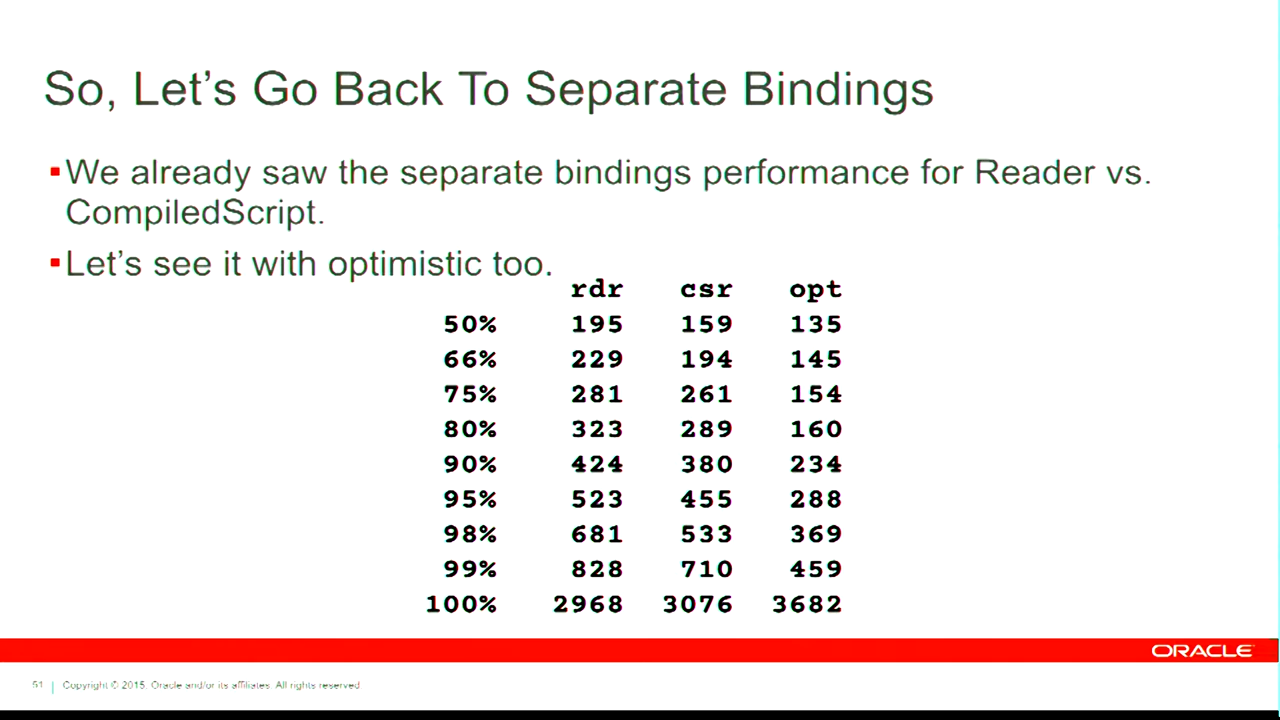 So, Let's Go Back To Separate Bindings
▪We already saw the separate bindings performance for Reader vs.
CompiledScript.
▪Let's see it with optimistic too.
rdr csr opt
50% 195 159 135
66% 229 194 145
75% 281 261 154
80% 323 289 160
90% 424 380 234
95% 523 455 288
98% 681 533 369
99% 828 710 459
100% 2968 3076 3682
ORACLE
51 | Copyright © 2015, Oracle and/or its affiliates. All rights reserved